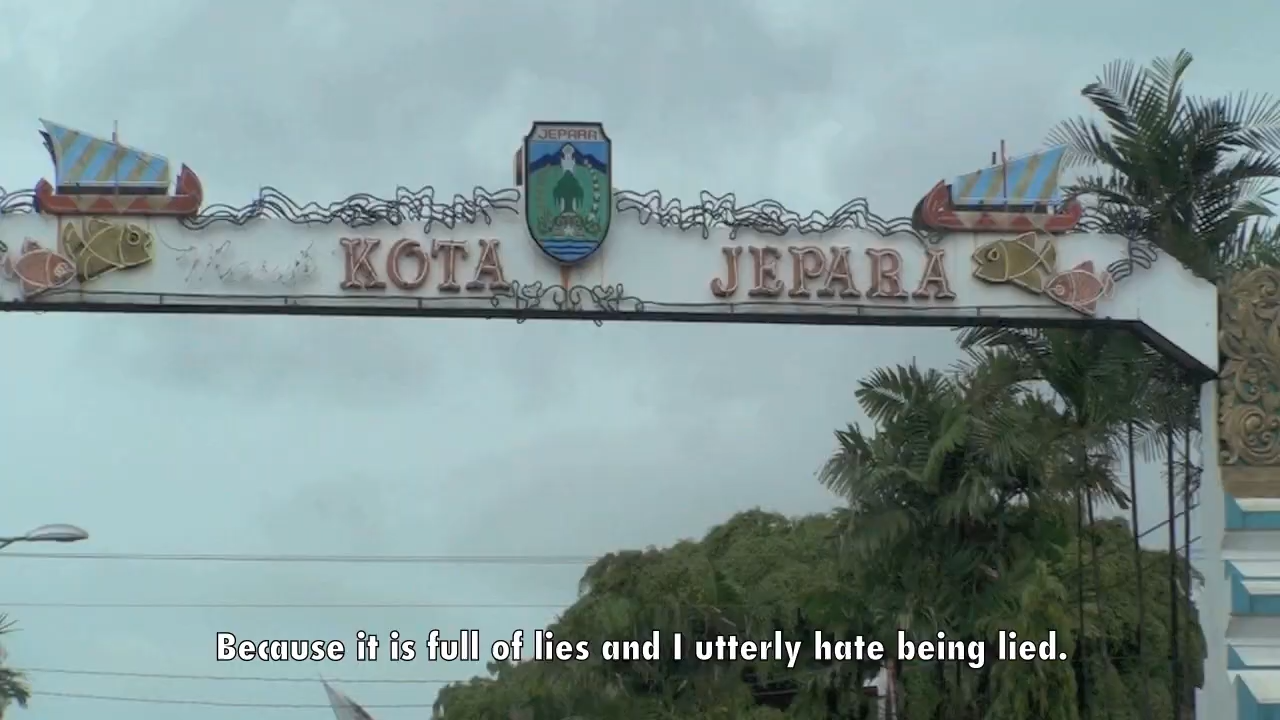 JEPARA
KOTA JEPARA
Because it is full of lies and I utterly hate being lied.